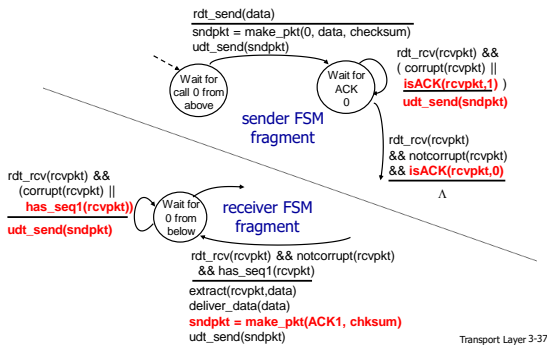 rdt_send(data)
sndpkt = make_pkt(0, data, checksum)
udt_send(sndpkt)
Wait for
call 0 from
above
Wait for
ACK
0
rdt_rcv(rcvpkt) &&
( corrupt(rcvpkt) ||
isACK(rcvpkt,1) )
udt_send(sndpkt)
sender FSM
fragment
rdt_rcv(rcvpkt)
&& notcorrupt(rcvpkt)
&& isACK(rcvpkt,0)
Λ
rdt_rcv(rcvpkt) &&
(corrupt(rcvpkt) ||
has_seq1(rcvpkt))
udt_send(sndpkt)
Wait for
0 from
below
receiver FSM
fragment
rdt_rcv(rcvpkt) && notcorrupt(rcvpkt)
&& has_seq1(rcvpkt)
extract(rcvpkt,data)
deliver_data(data)
sndpkt = make_pkt(ACK1, chksum)
udt_send(sndpkt)
Transport Layer 3-37